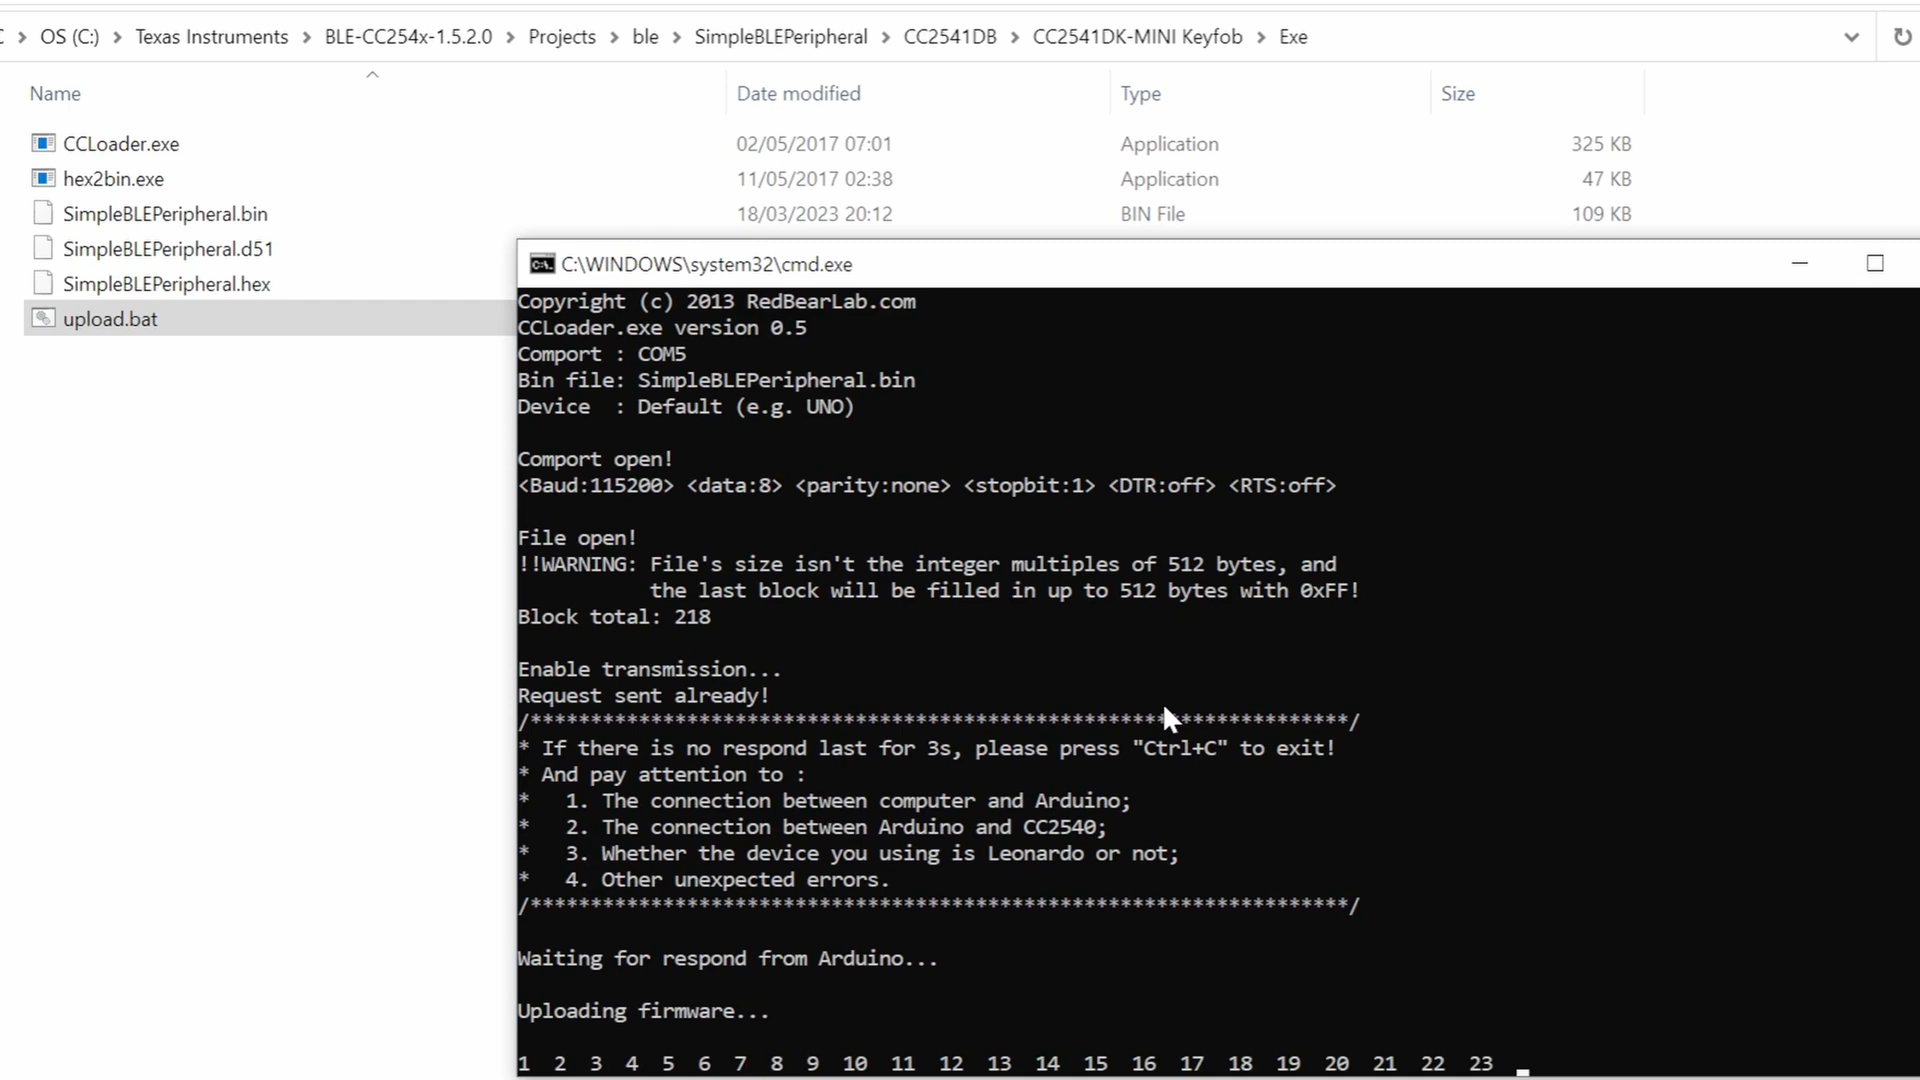 OS (C:) > Texas Instruments > BLE-CC254x-1.5.2.0 > Projects > ble > SimpleBLEPeripheral > CC2541DB > CC2541DK-MINI Keyfob > Exe
Name Date modified Type Size
CCLoader.exe 02/05/2017 07:01 Application 325 KB
hex2bin.exe 11/05/2017 02:38 Application 47 KB
SimpleBLEPeripheral.bin 18/03/2023 20:12 BIN File 109 KB
SimpleBLEPeripheral.d51
SimpleBLEPeripheral.hex
upload.bat
C:\WINDOWS\system32\cmd.exe
Copyright (c) 2013 RedBearLab.com
CCLoader.exe version 0.5
Comport : COM5
Bin file: SimpleBLEPeripheral.bin
Device  : Default (e.g. UNO)
Comport open!
<Baud:115200> <data:8> <parity:none> <stopbit:1> <DTR:off> <RTS:off>
File open!
!!WARNING: File's size isn't the integer multiples of 512 bytes, and
the last block will be filled in up to 512 bytes with 0xFF!
Block total: 218
Enable transmission...
Request sent already!
/********************************************************************/
* If there is no respond last for 3s, please press "Ctrl+C" to exit!
* And pay attention to :
*   1. The connection between computer and Arduino;
*   2. The connection between Arduino and CC2540;
*   3. Whether the device you using is Leonardo or not;
*   4. Other unexpected errors.
/********************************************************************/
Waiting for respond from Arduino...
Uploading firmware...
1  2  3  4  5  6  7  8  9  10  11  12  13  14  15  16  17  18  19  20  21  22  23